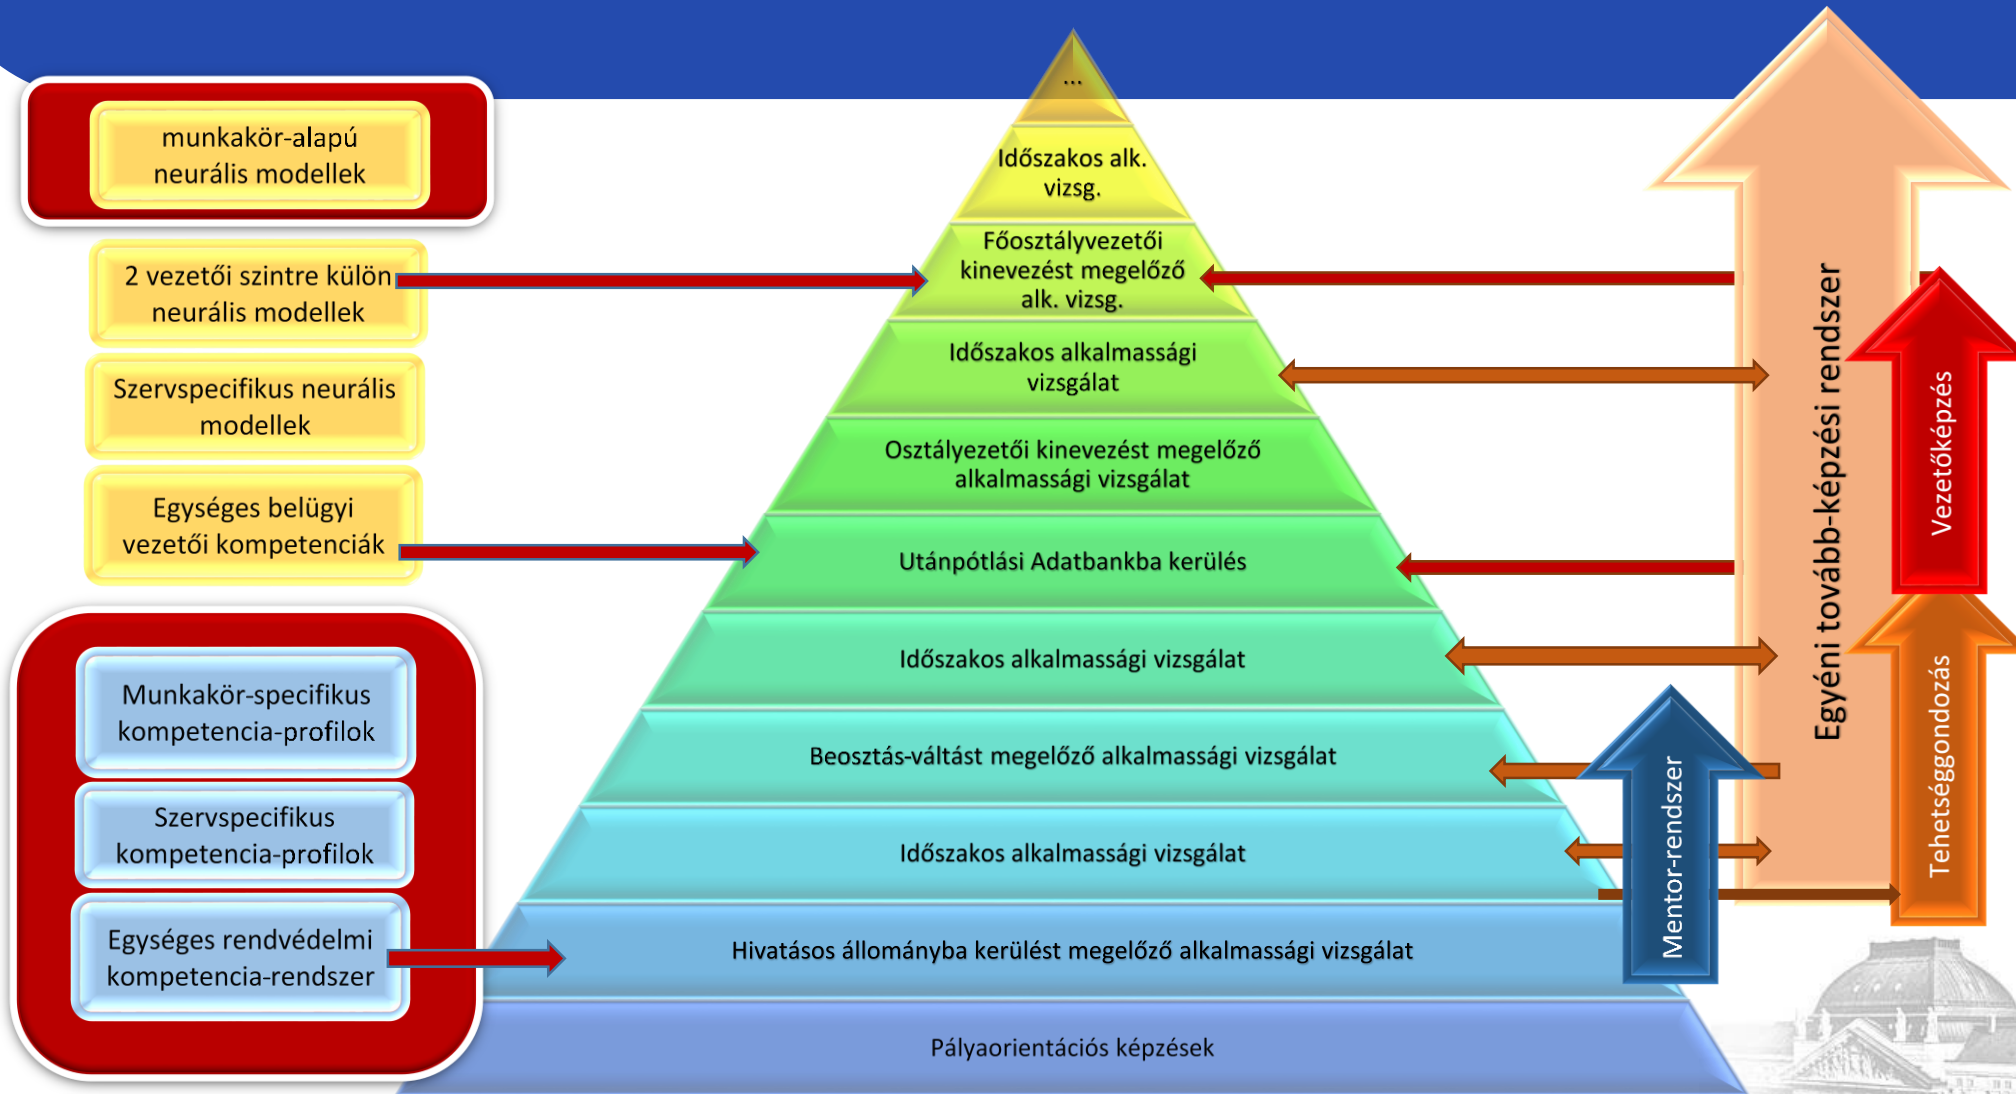 munkakör-alapú
neurális modellek
2 vezetői szintre külön
neurális modellek
Szervspecifikus neurális
modellek
Egységes belügyi
vezetői kompetenciák
Munkakör-specifikus
kompetencia-profilok
Szervspecifikus
kompetencia-profilok
Egységes rendvédelmi
kompetencia-rendszer
...
Időszakos alk.
vizsg.
Főosztályvezetői
kinevezést megelőző
alk. vizsg.
Időszakos alkalmassági
vizsgálat
Osztályezetői kinevezést megelőző
alkalmassági vizsgálat
Utánpótlási Adatbankba kerülés
Időszakos alkalmassági vizsgálat
Beosztás-váltást megelőző alkalmassági vizsgálat
Időszakos alkalmassági vizsgálat
Hivatásos állományba kerülést megelőző alkalmassági vizsgálat
Pályaorientációs képzések
Mentor-rendszer
Egyéni tovább-képzési rendszer
Vezetőképzés
Tehetséggondozás